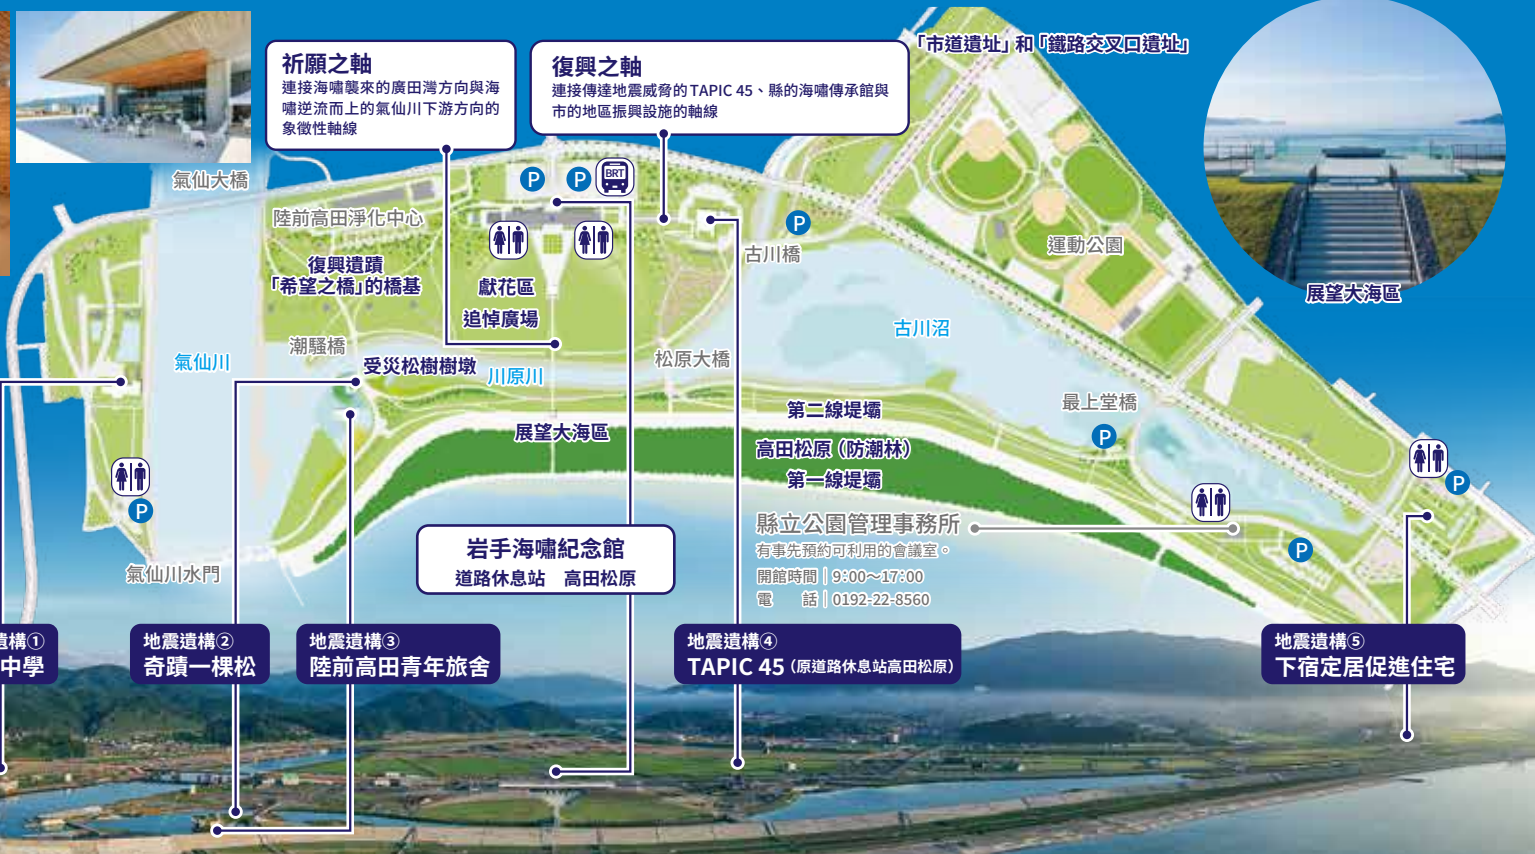 祈願之軸
連接海嘯襲來的廣田灣方向與海
嘯逆流而上的氣仙川下游方向的
象徵性軸線
復興之軸
連接傳達地震威脅的TAPIC 45、縣的海嘯傳承館與
市的地區振興設施的軸線
「市道遺址」和「鐵路交叉口遺址」
氣仙大橋
P
P
BRT
陸前高田淨化中心
P
古川橋
運動公園
復興遺蹟
「希望之橋」的橋基
獻花區
追悼廣場
展望大海區
古川沼
潮騷橋
氣仙川
受災松樹樹墩
川原川
松原大橋
第二線堤壩
最上堂橋
展望大海區
高田松原（防潮林）
P
第一線堤壩
P
P
縣立公園管理事務所
有事先預約可利用的會議室。
開館時間｜9:00～17:00
電　　話｜0192-22-8560
P
岩手海嘯紀念館
道路休息站　高田松原
氣仙川水門
遺構①
中學
地震遺構②
奇蹟一棵松
地震遺構③
陸前高田青年旅舍
地震遺構④
TAPIC 45（原道路休息站高田松原）
地震遺構⑤
下宿定居促進住宅